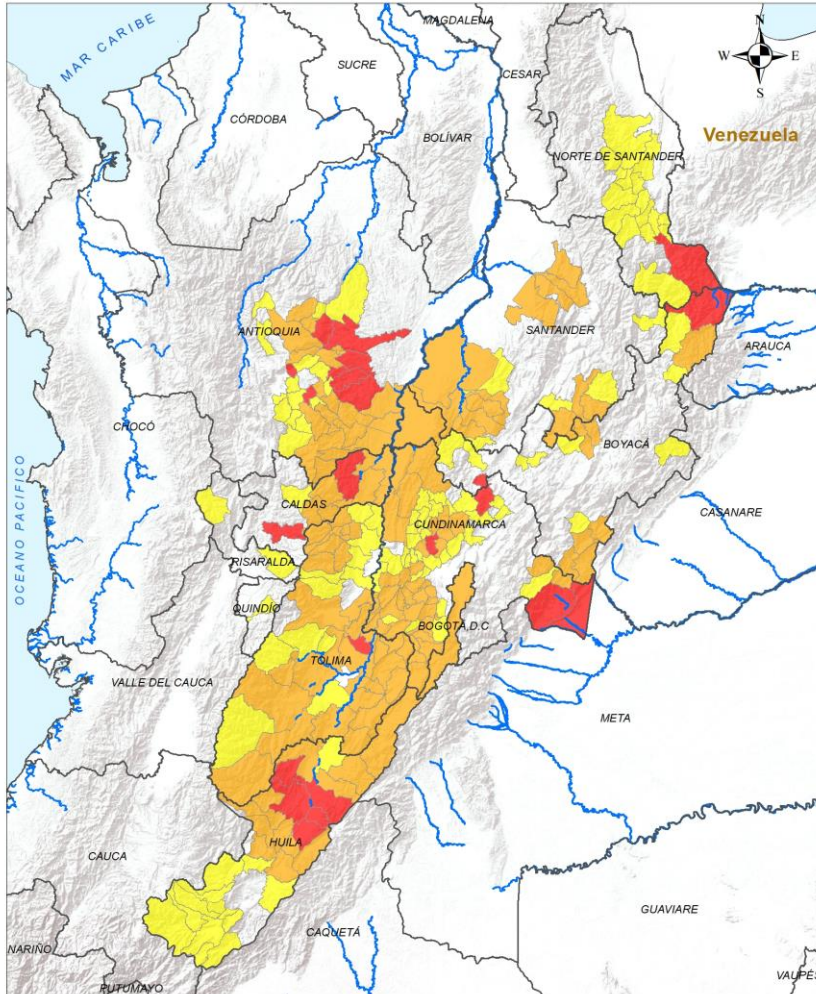 MAGDALENA
MAR CARIBE
N
W
E
S
SUCRE
CESAR
CÓRDOBA
BOLÍVAR
Venezuela
NORTE DE SANTANDER
ANTIOQUIA
SANTANDER
ARAUCA
CHOCÓ
BOYACÁ
OCEANO PACIFICO
CALDAS
CUNDINAMARCA
CASANARE
RISARALDA
QUINDÍO
BOGOTÁ, D.C
TOLIMA
VALLE DEL CAUCA
META
HUILA
CAUCA
GUAVIARE
CAQUETÁ
NARIÑO
VAUPÉS
PUTUMAYO